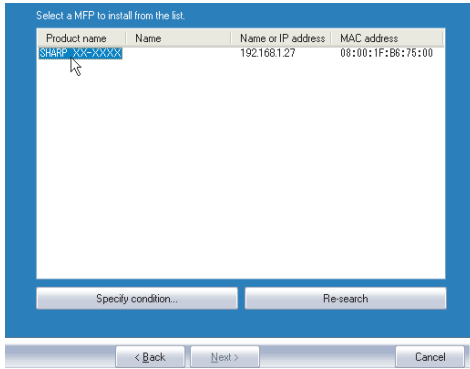 Select a MFP to install from the list.
Product name Name Name or IP address MAC address
SHARP XX-XXXX 192.168.1.27 08:00:1F:B6:75:00
Specify condition... Re-search
< Back Next > Cancel